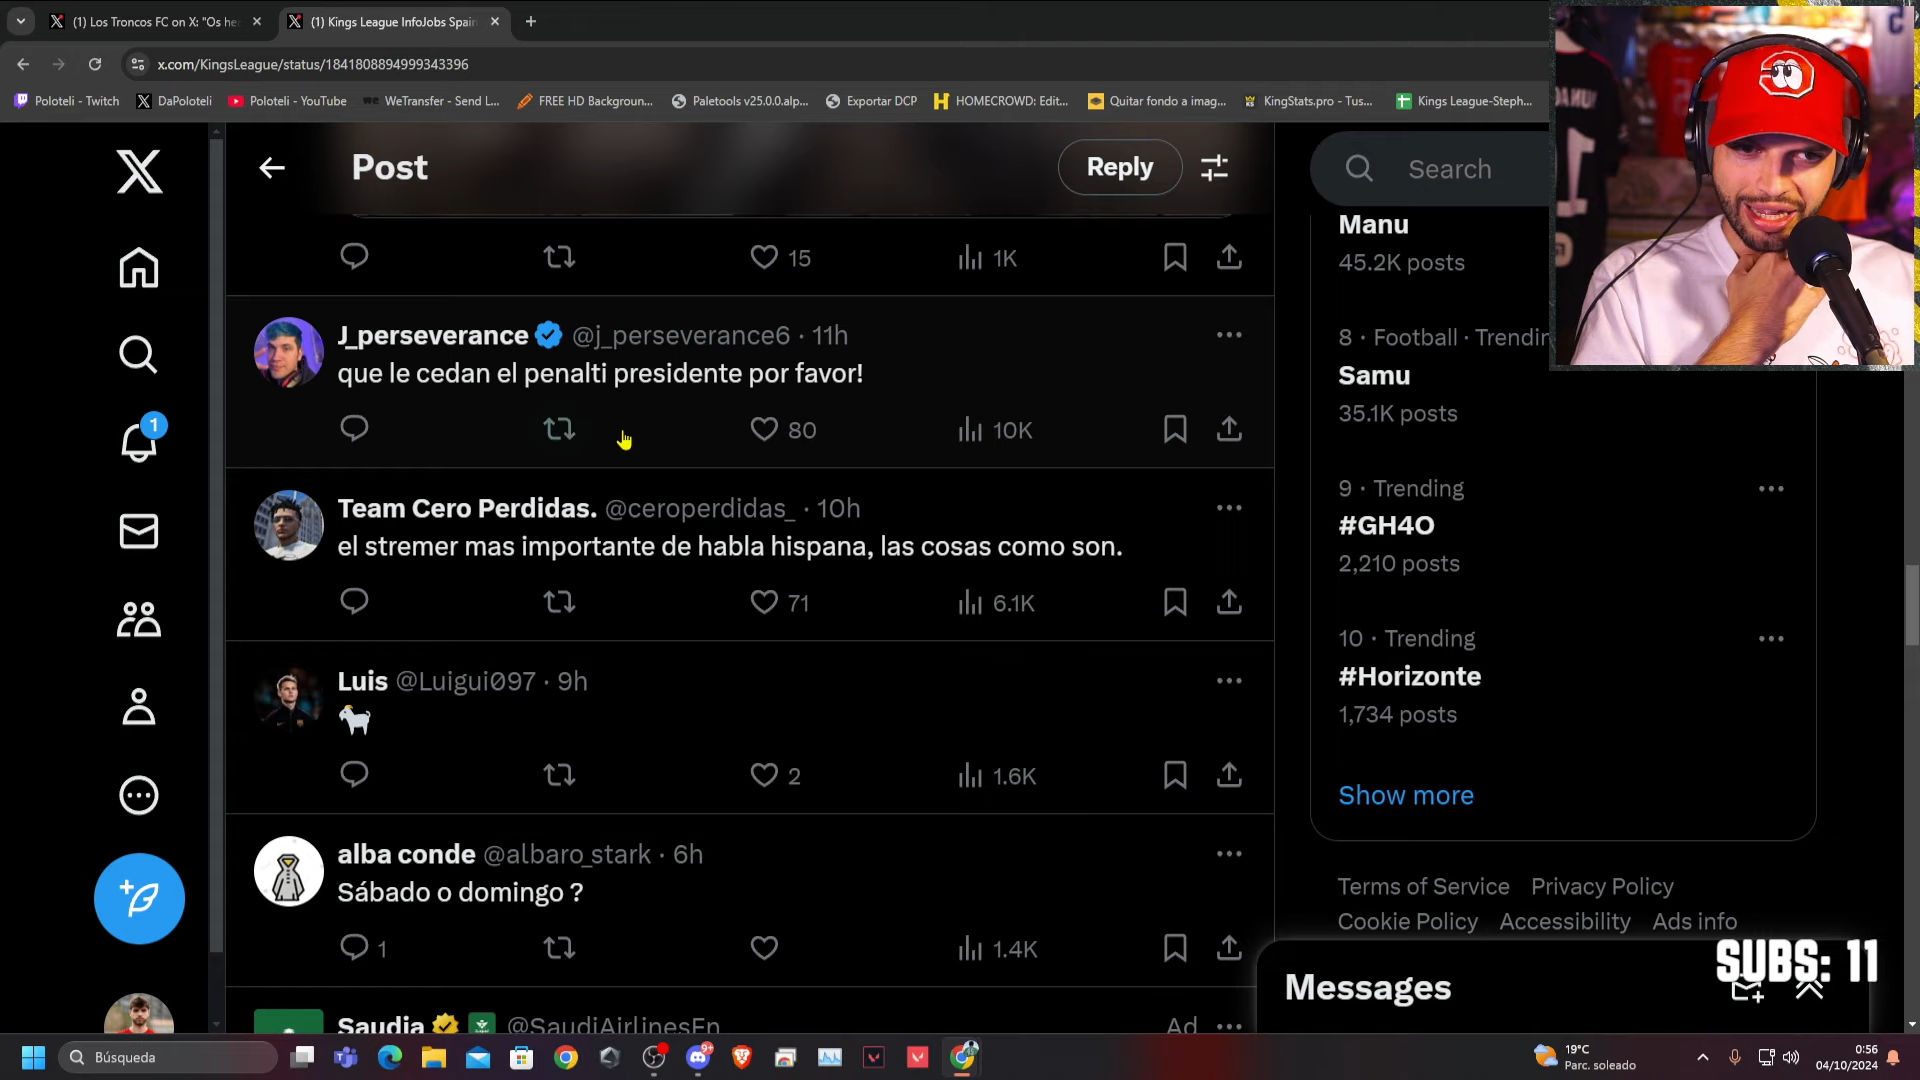 (1) Los Troncos FC on X: "Os he
(1) Kings League InfoJobs Spain
x.com/KingsLeague/status/1841808894999343396
Poloteli - Twitch
DaPoloteli
Poloteli - YouTube
WeTransfer - Send L...
FREE HD Backgroun...
Paletools v25.0.0.alp...
Exportar DCP
HOMECROWD: Edit...
Quitar fondo a imag...
KingStats.pro - Tus...
Kings League-Steph...
Post
Reply
15
1K
J_perseverance @j_perseverance6 · 11h
que le cedan el penalti presidente por favor!
80
10K
Team Cero Perdidas. @ceroperdidas_ · 10h
el stremer mas importante de habla hispana, las cosas como son.
71
6.1K
Luis @Luigui097 · 9h
🐐
2
1.6K
alba conde @albaro_stark · 6h
Sábado o domingo ?
1
1.4K
Saudia @SaudiAirlinesEn
Ad
1
Search
Manu
45.2K posts
8 · Football · Trendin
Samu
35.1K posts
9 · Trending
#GH4O
2,210 posts
10 · Trending
#Horizonte
1,734 posts
Show more
Terms of Service Privacy Policy
Cookie Policy Accessibility Ads info
SUBS: 11
Messages
Búsqueda
9+
19°C
Parc. soleado
0:56
04/10/2024